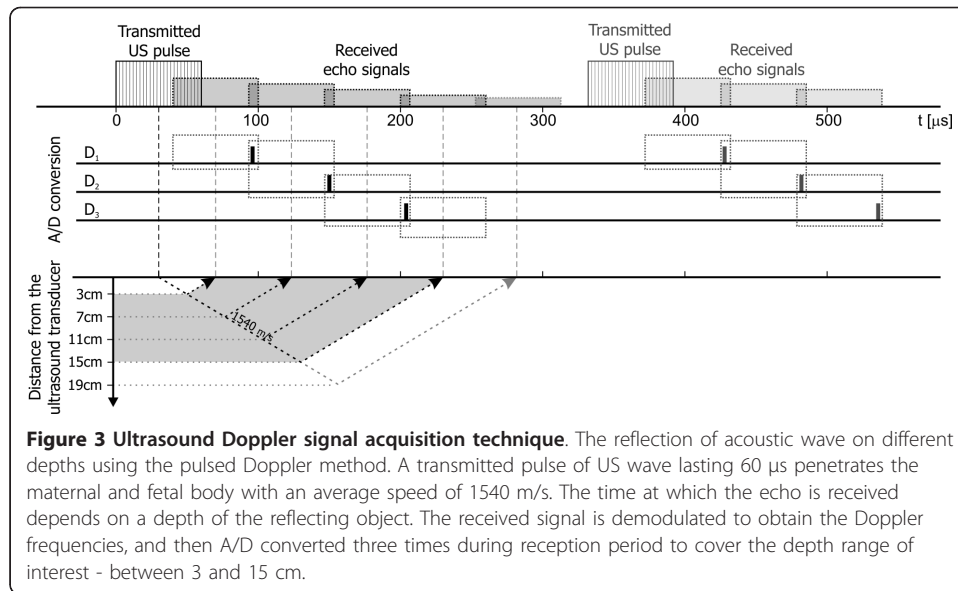 Transmitted
US pulse
Received
echo signals
Transmitted
US pulse
Received
echo signals
0 100 200 300 400 500 t [µs]
A/D conversion
D1
D2
D3
Distance from the
ultrasound transducer
3cm
7cm
11cm
15cm
19cm
1540 m/s
Figure 3 Ultrasound Doppler signal acquisition technique. The reflection of acoustic wave on different
depths using the pulsed Doppler method. A transmitted pulse of US wave lasting 60 µs penetrates the
maternal and fetal body with an average speed of 1540 m/s. The time at which the echo is received
depends on a depth of the reflecting object. The received signal is demodulated to obtain the Doppler
frequencies, and then A/D converted three times during reception period to cover the depth range of
interest - between 3 and 15 cm.